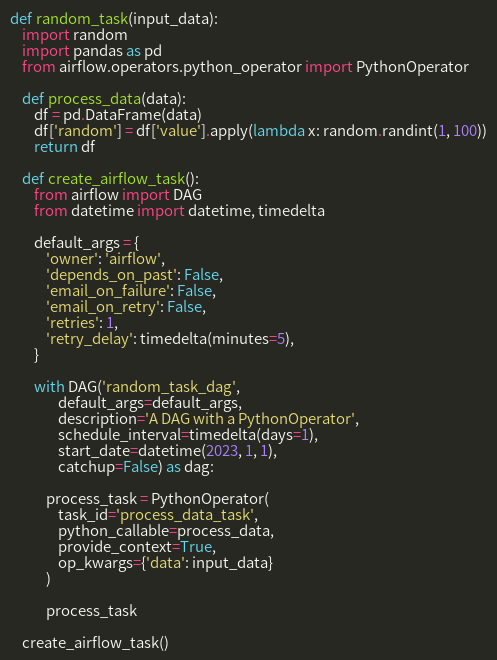 def random_task(input_data):
    import random
    import pandas as pd
    from airflow.operators.python_operator import PythonOperator

    def process_data(data):
        df = pd.DataFrame(data)
        df['random'] = df['value'].apply(lambda x: random.randint(1, 100))
        return df

    def create_airflow_task():
        from airflow import DAG
        from datetime import datetime, timedelta

        default_args = {
            'owner': 'airflow',
            'depends_on_past': False,
            'email_on_failure': False,
            'email_on_retry': False,
            'retries': 1,
            'retry_delay': timedelta(minutes=5),
        }

        with DAG('random_task_dag',
                default_args=default_args,
                description='A DAG with a PythonOperator',
                schedule_interval=timedelta(days=1),
                start_date=datetime(2023, 1, 1),
                catchup=False) as dag:

            process_task = PythonOperator(
                task_id='process_data_task',
                python_callable=process_data,
                provide_context=True,
                op_kwargs={'data': input_data}
            )

            process_task

    create_airflow_task()